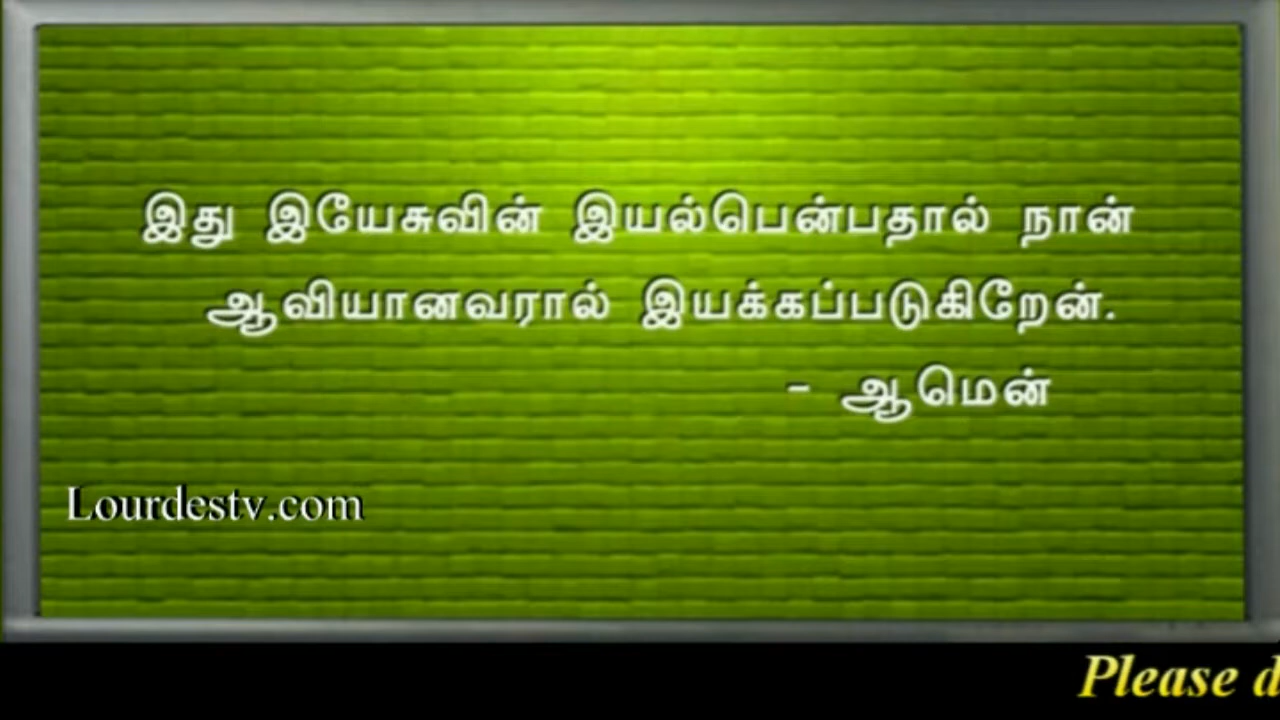 இது இயேசுவின் இயல்பென்பதால் நான்
ஆவியானவரால் இயக்கப்படுகிறேன்.
- ஆமென்
Lourdestv.com
Please